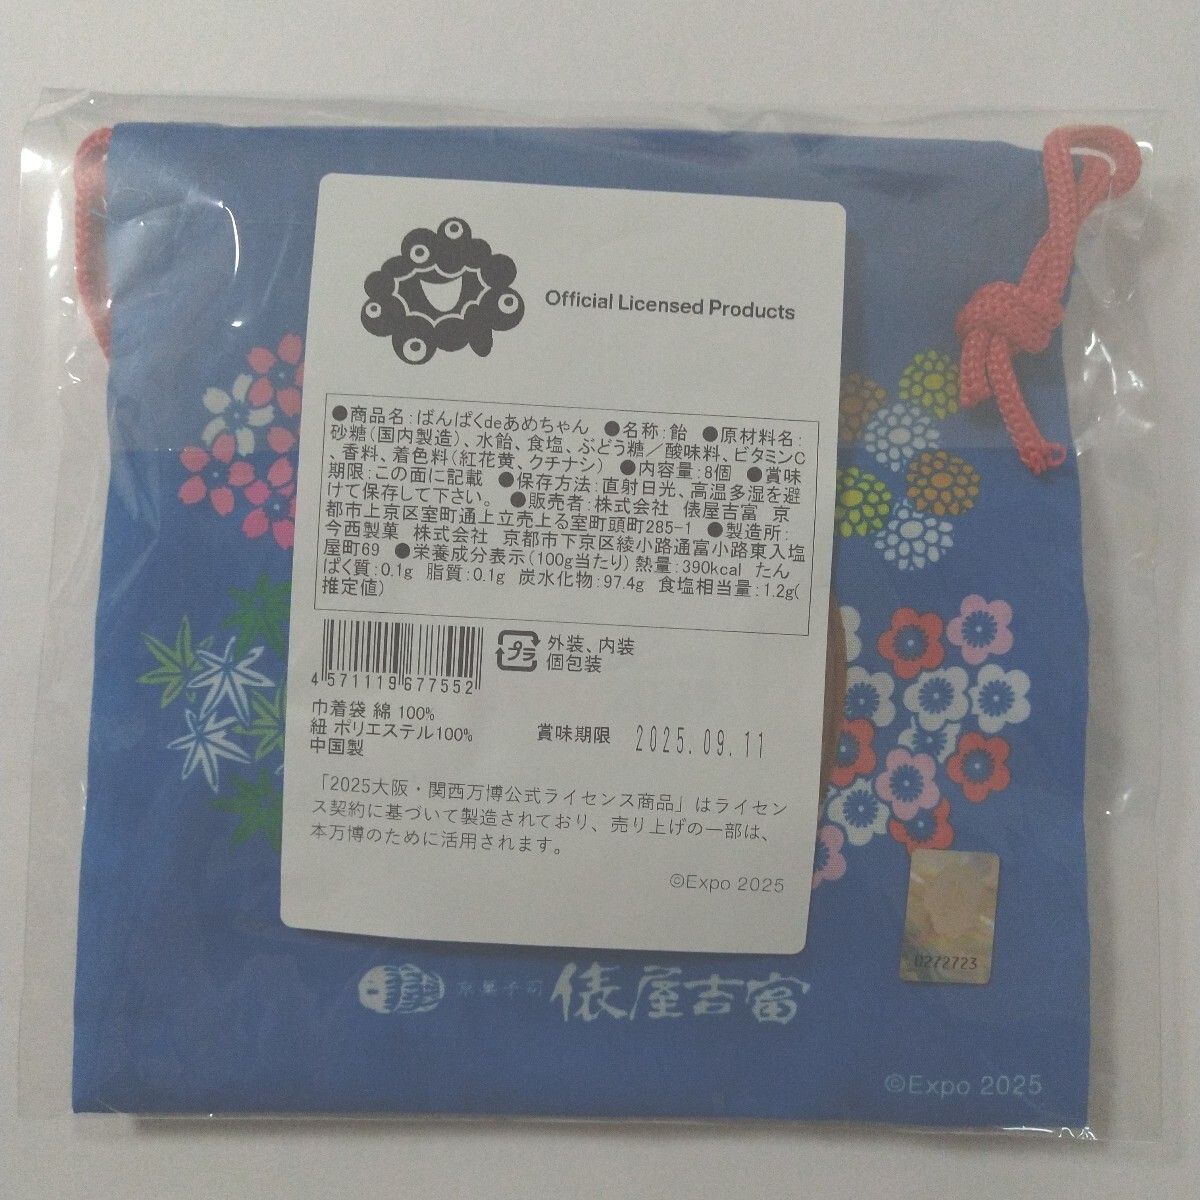 Official Licensed Products
●商品名:ばんぱくdeあめちゃん ●名称:飴 ●原材料名:
砂糖(国内製造)、水飴、食塩、ぶどう糖/酸味料、ビタミンC
、香料、着色料(紅花黄、クチナシ) ●内容量:8個 ●賞味
期限:この面に記載 ●保存方法:直射日光、高温多湿を避
けて保存して下さい。 ●販売者:株式会社 俵屋吉富 京
都市上京区室町通上立売上る室町頭町285-1 ●製造所:
今西製菓 株式会社 京都市下京区綾小路通富小路東入塩
屋町69 ●栄養成分表示(100g当たり)熱量:390kcal たん
ぱく質:0.1g 脂質:0.1g 炭水化物:97.4g 食塩相当量:1.2g(
推定値)
4 571119 677552
プラ
外装、内装
個包装
巾着袋 綿 100%
紐 ポリエステル100%
中国製
賞味期限 2025.09.11
「2025大阪・関西万博公式ライセンス商品」はライセン
ス契約に基づいて製造されており、売り上げの一部は、
本万博のために活用されます。
©Expo 2025
0272723
京菓子司 俵屋吉富
©Expo 2025